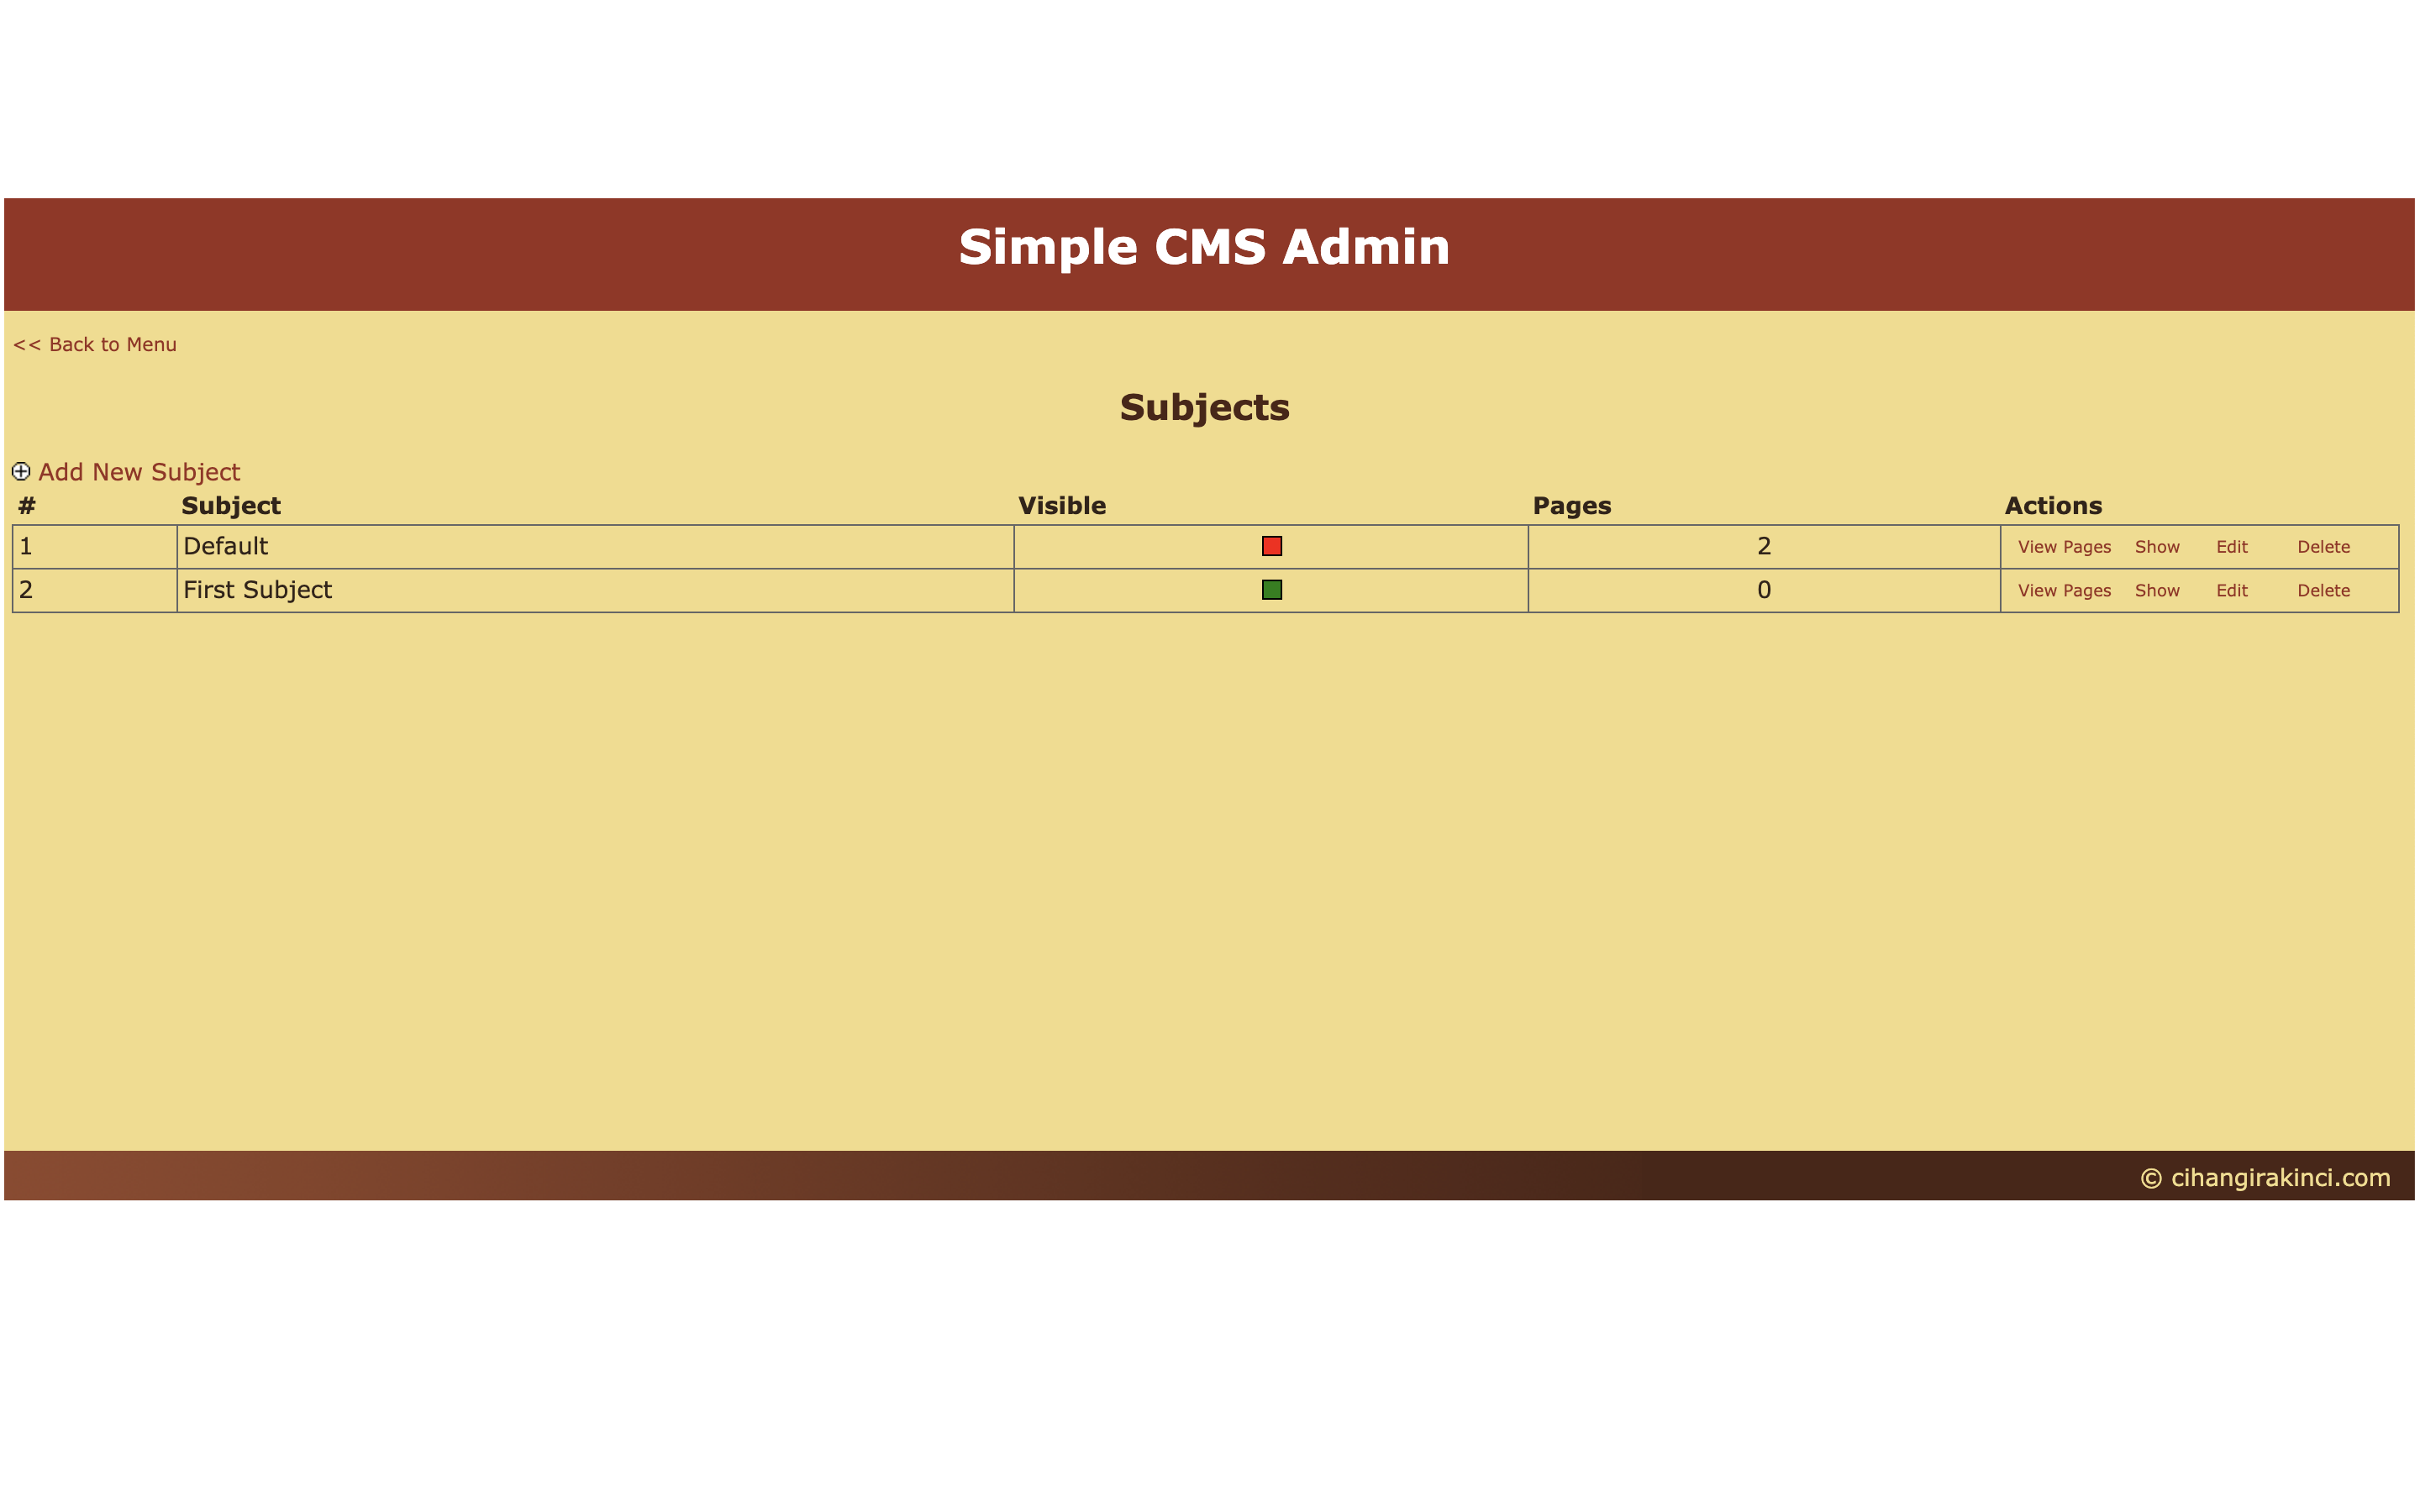 Simple CMS Admin
<< Back to Menu
Subjects
Add New Subject
# Subject Visible Pages Actions
1 Default 2 View Pages Show Edit Delete
2 First Subject 0 View Pages Show Edit Delete
© cihangirakinci.com